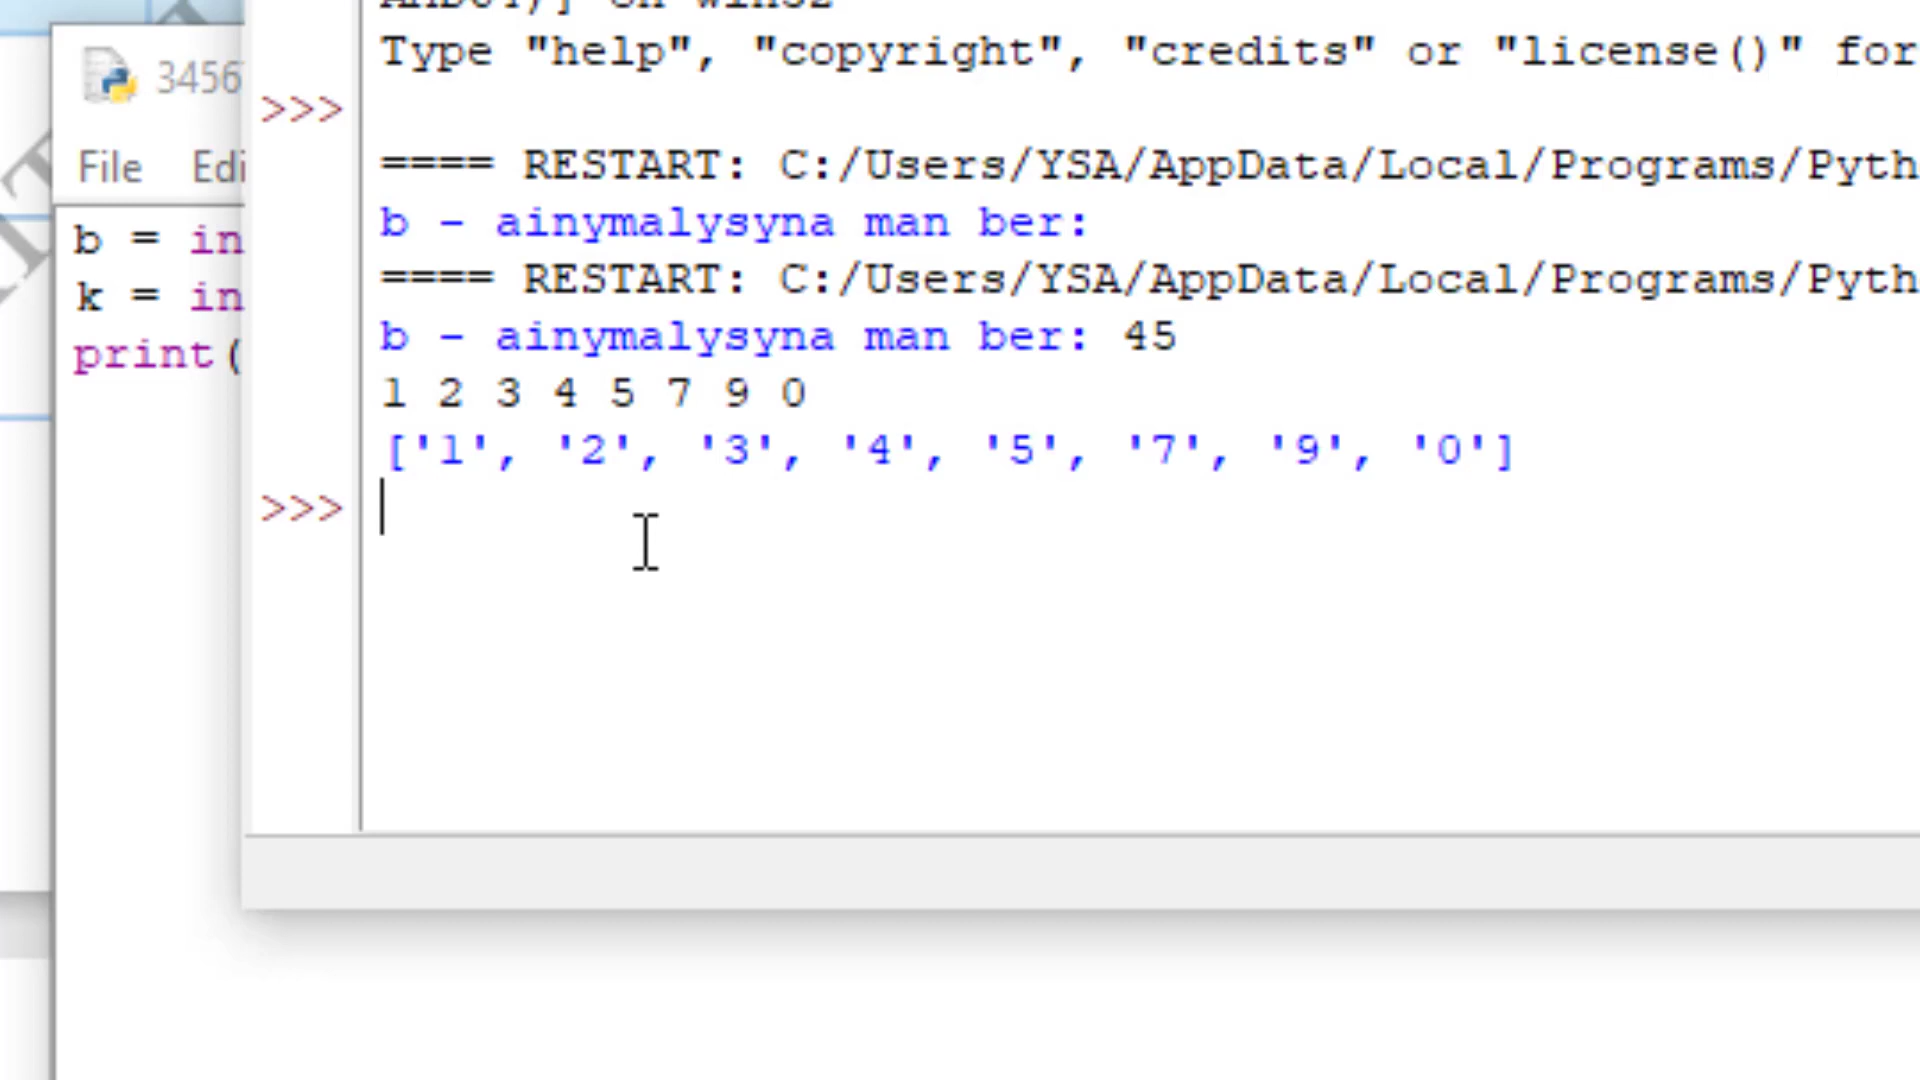 Type "help", "copyright", "credits" or "license()" for
3456
>>>
File Edi
==== RESTART: C:/Users/YSA/AppData/Local/Programs/Pyth
b - ainymalysyna man ber:
b = in
==== RESTART: C:/Users/YSA/AppData/Local/Programs/Pyth
k = in
b - ainymalysyna man ber: 45
print(
1 2 3 4 5 7 9 0
['1', '2', '3', '4', '5', '7', '9', '0']
>>>